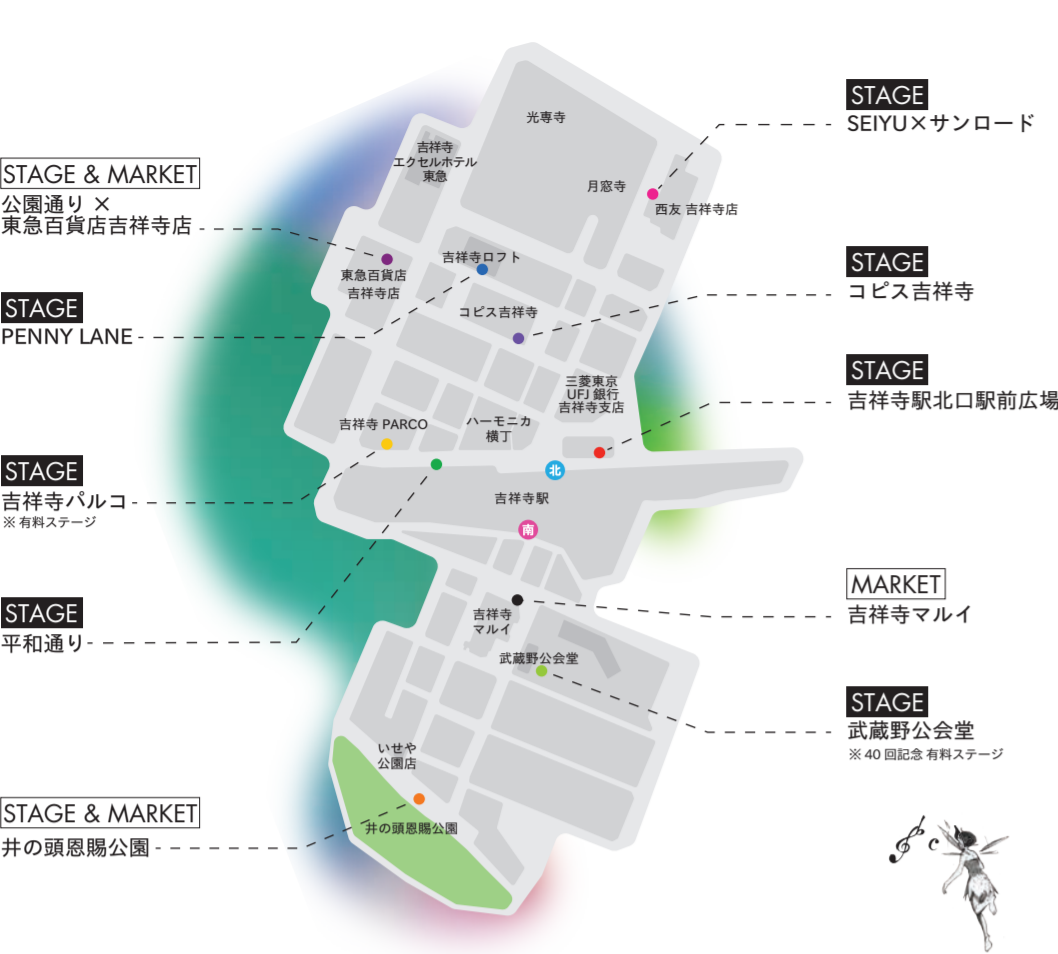 STAGE & MARKET
公園通り ×
東急百貨店吉祥寺店
STAGE
PENNY LANE
STAGE
吉祥寺パルコ
※ 有料ステージ
STAGE
平和通り
STAGE & MARKET
井の頭恩賜公園
光専寺
吉祥寺
エクセルホテル
東急
月窓寺
西友 吉祥寺店
吉祥寺ロフト
東急百貨店
吉祥寺店
コピス吉祥寺
三菱東京
UFJ 銀行
吉祥寺支店
吉祥寺 PARCO
ハーモニカ
横丁
北
吉祥寺駅
南
吉祥寺
マルイ
武蔵野公会堂
いせや
公園店
井の頭恩賜公園
STAGE
SEIYU×サンロード
STAGE
コピス吉祥寺
STAGE
吉祥寺駅北口駅前広場
MARKET
吉祥寺マルイ
STAGE
武蔵野公会堂
※ 40 回記念 有料ステージ
c